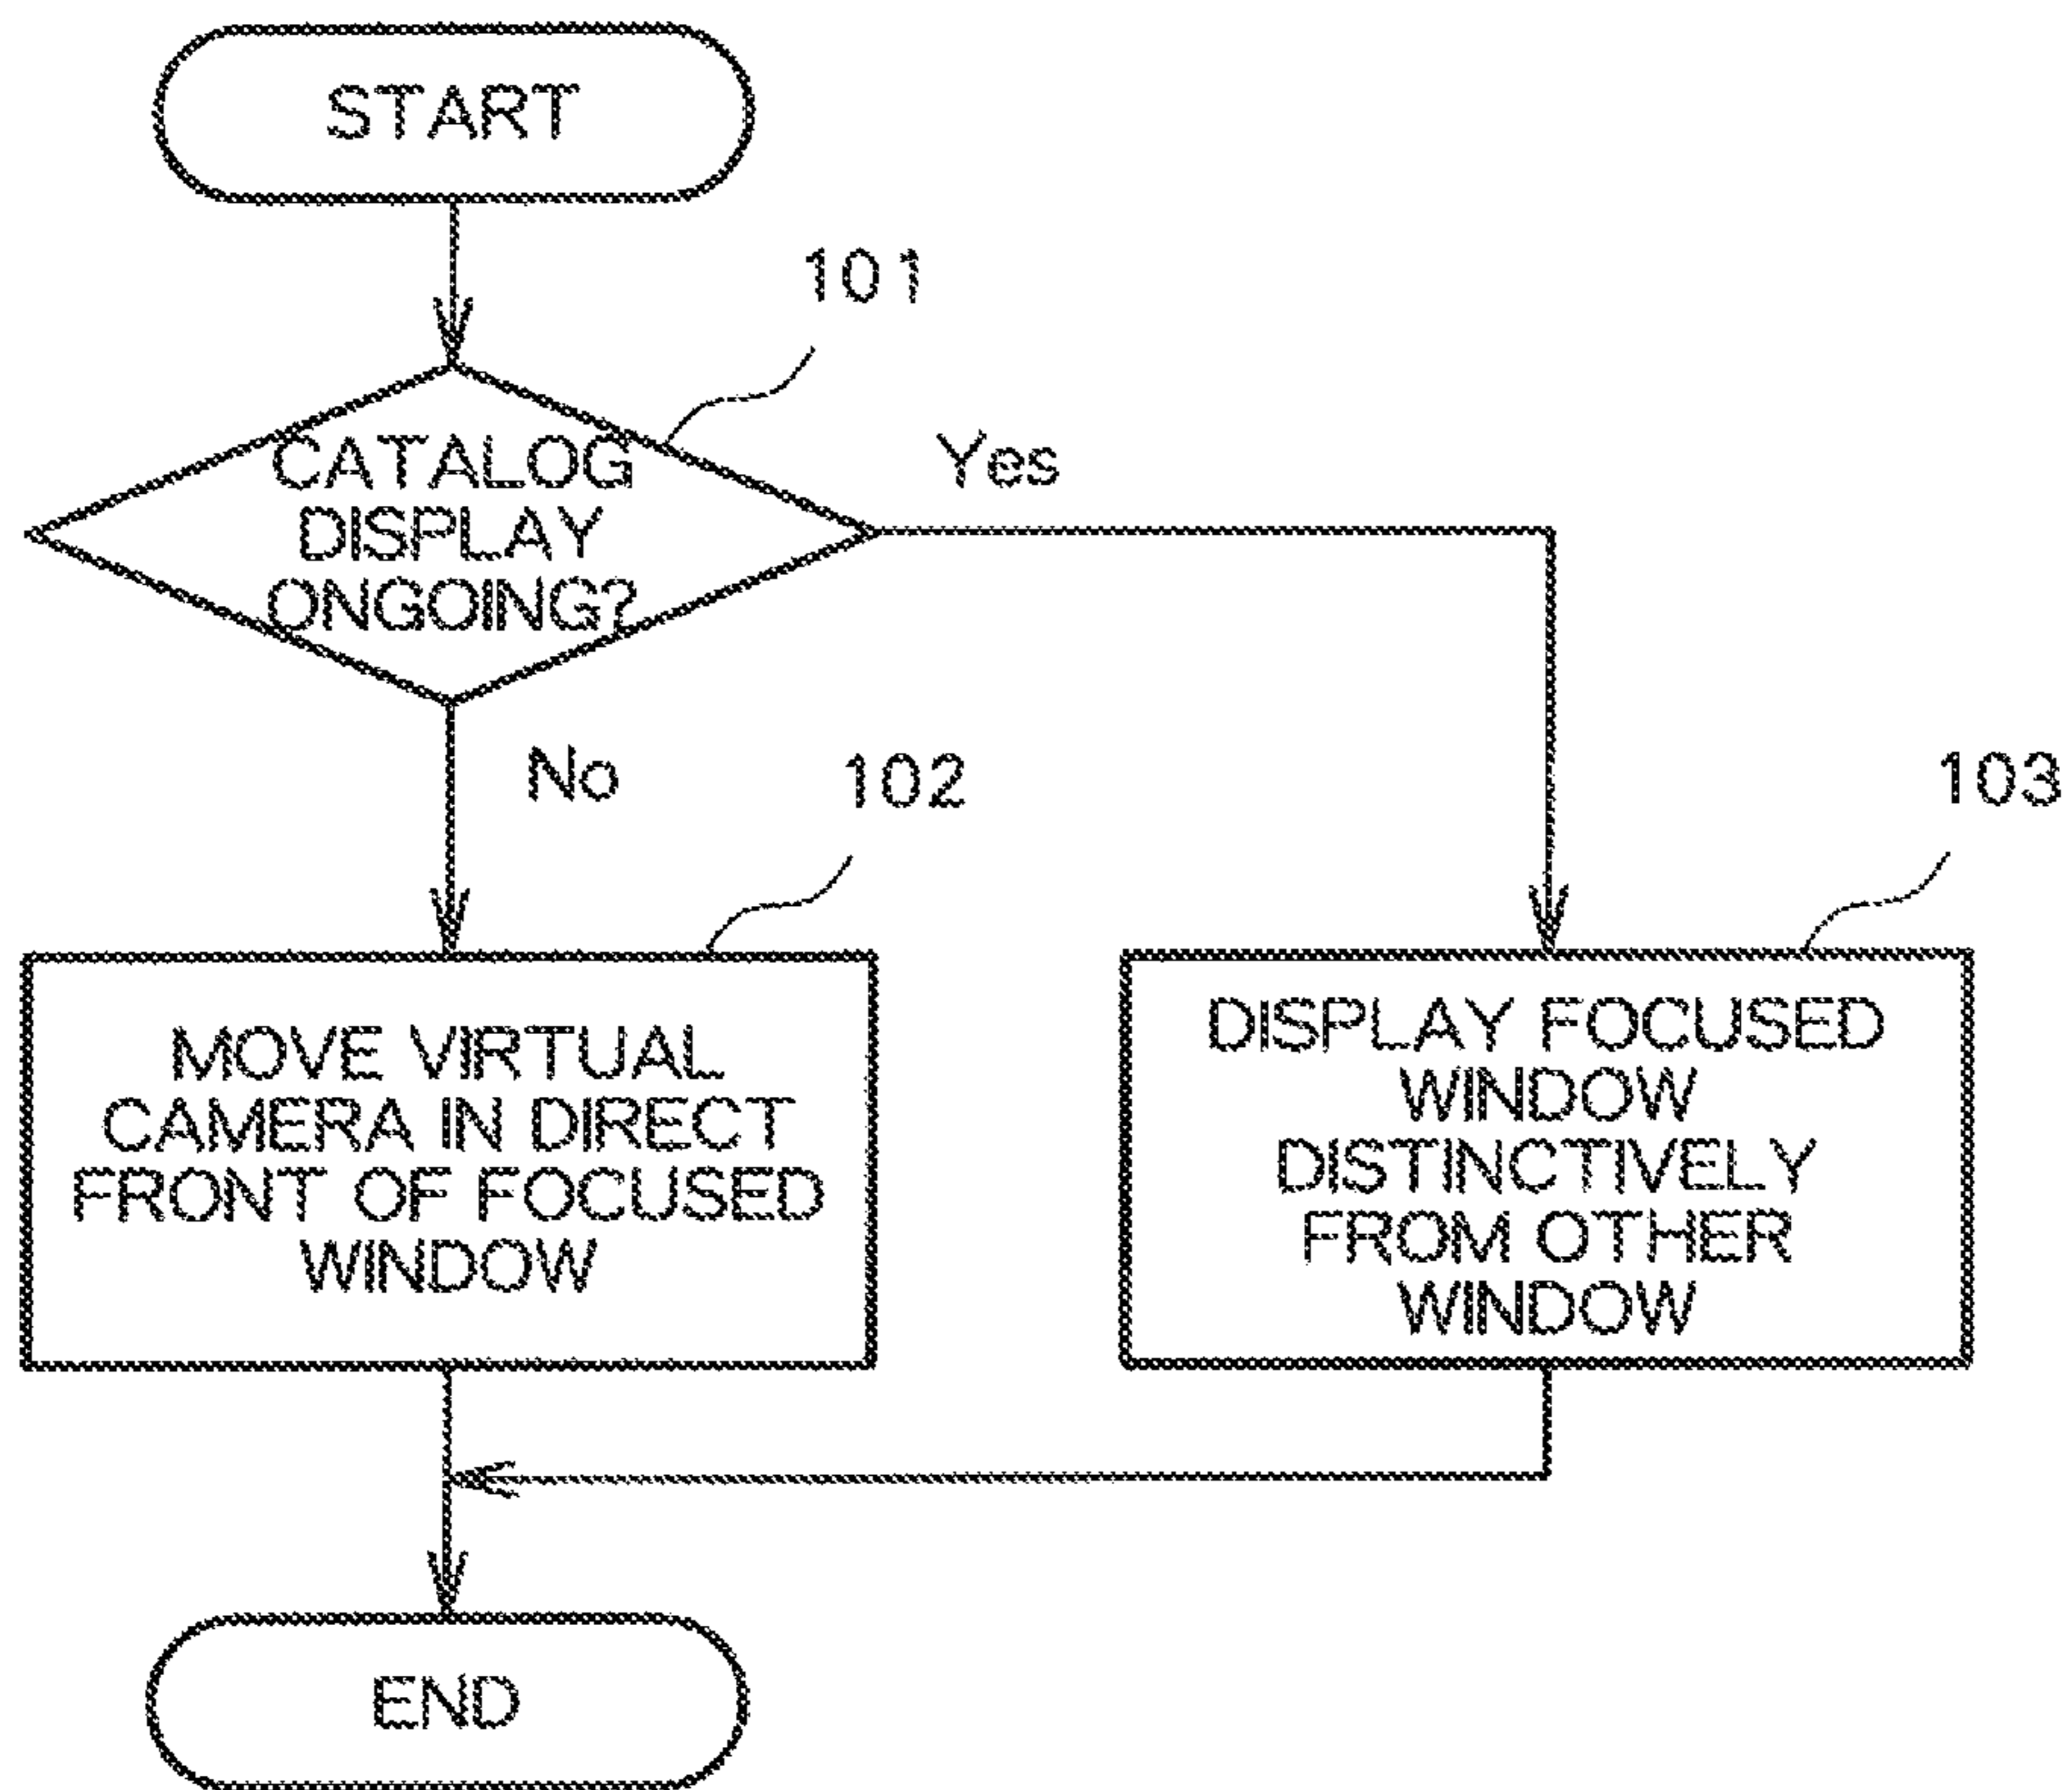 START
101
CATALOG
DISPLAY
ONGOING?
Yes
No
102
103
MOVE VIRTUAL
CAMERA IN DIRECT
FRONT OF FOCUSED
WINDOW
DISPLAY FOCUSED
WINDOW
DISTINCTIVELY
FROM OTHER
WINDOW
END